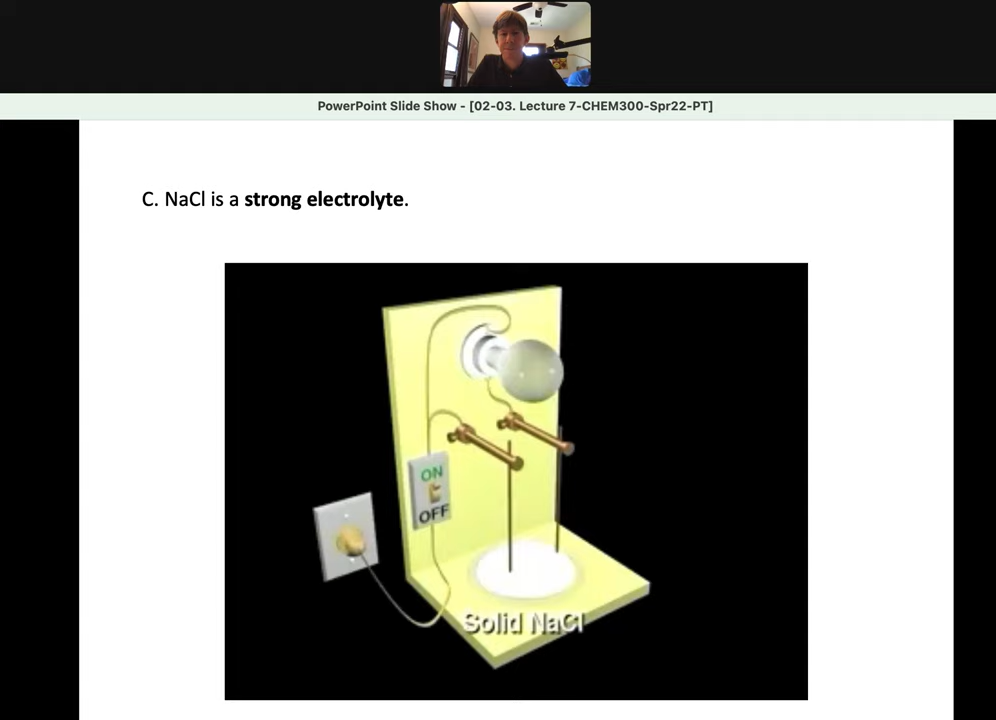 PowerPoint Slide Show - [02-03. Lecture 7-CHEM300-Spr22-PT]
C. NaCl is a strong electrolyte.
ON
OFF
Solid NaCl